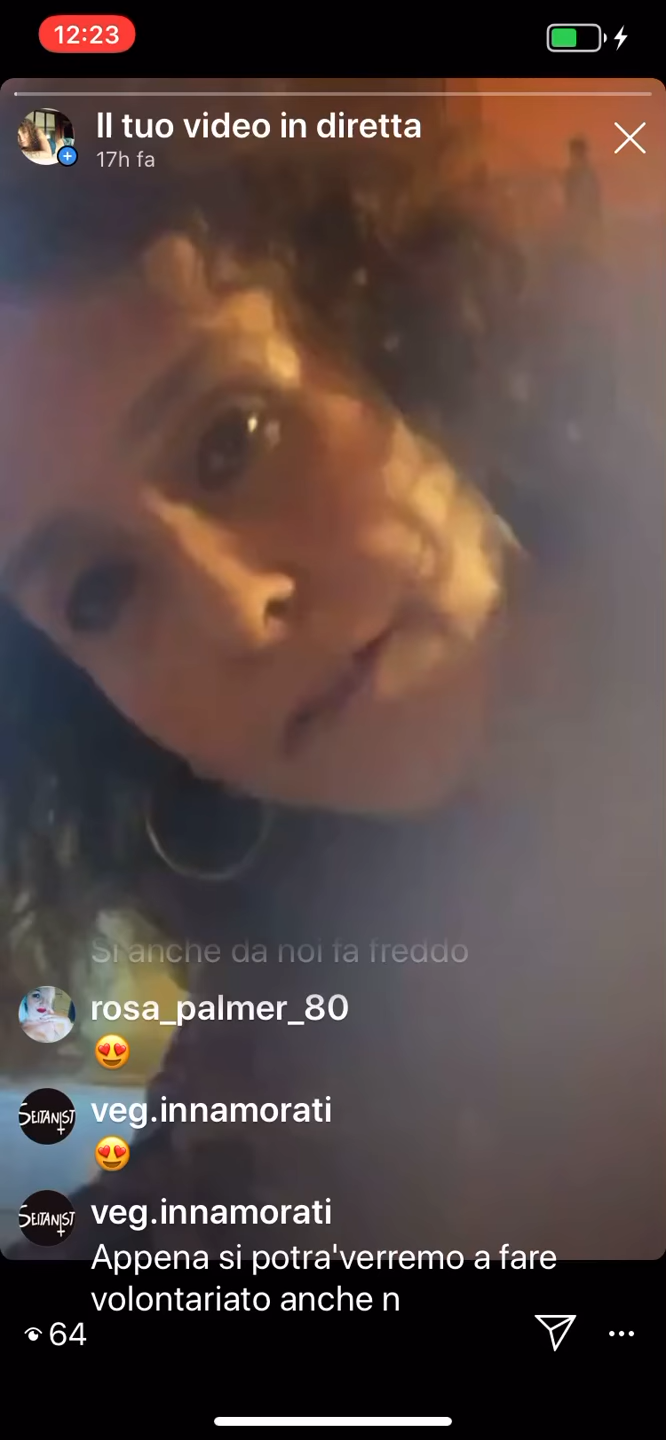 12:23
Il tuo video in diretta
17h fa
Si anche da noi fa freddo
rosa_palmer_80
😍
SEITANIST
veg.innamorati
😍
SEITANIST
veg.innamorati
Appena si potra'verremo a fare
volontariato anche n
64